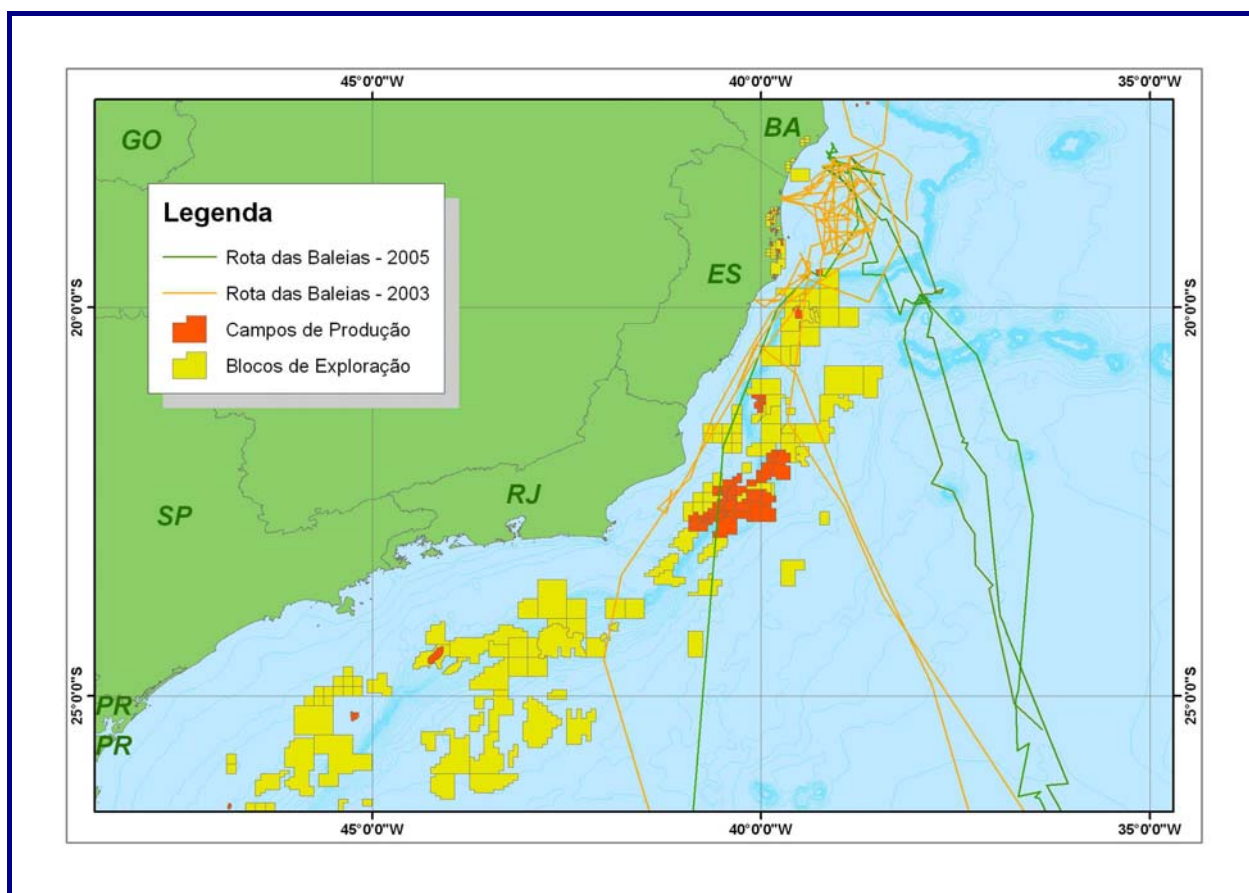 45°0'0"W
40°0'0"W
35°0'0"W
GO
BA
Legenda
Rota das Baleias - 2005
Rota das Baleias - 2003
Campos de Produção
Blocos de Exploração
ES
20°0'0"S
20°0'0"S
SP
RJ
25°0'0"S
25°0'0"S
PR
PR
45°0'0"W
40°0'0"W
35°0'0"W